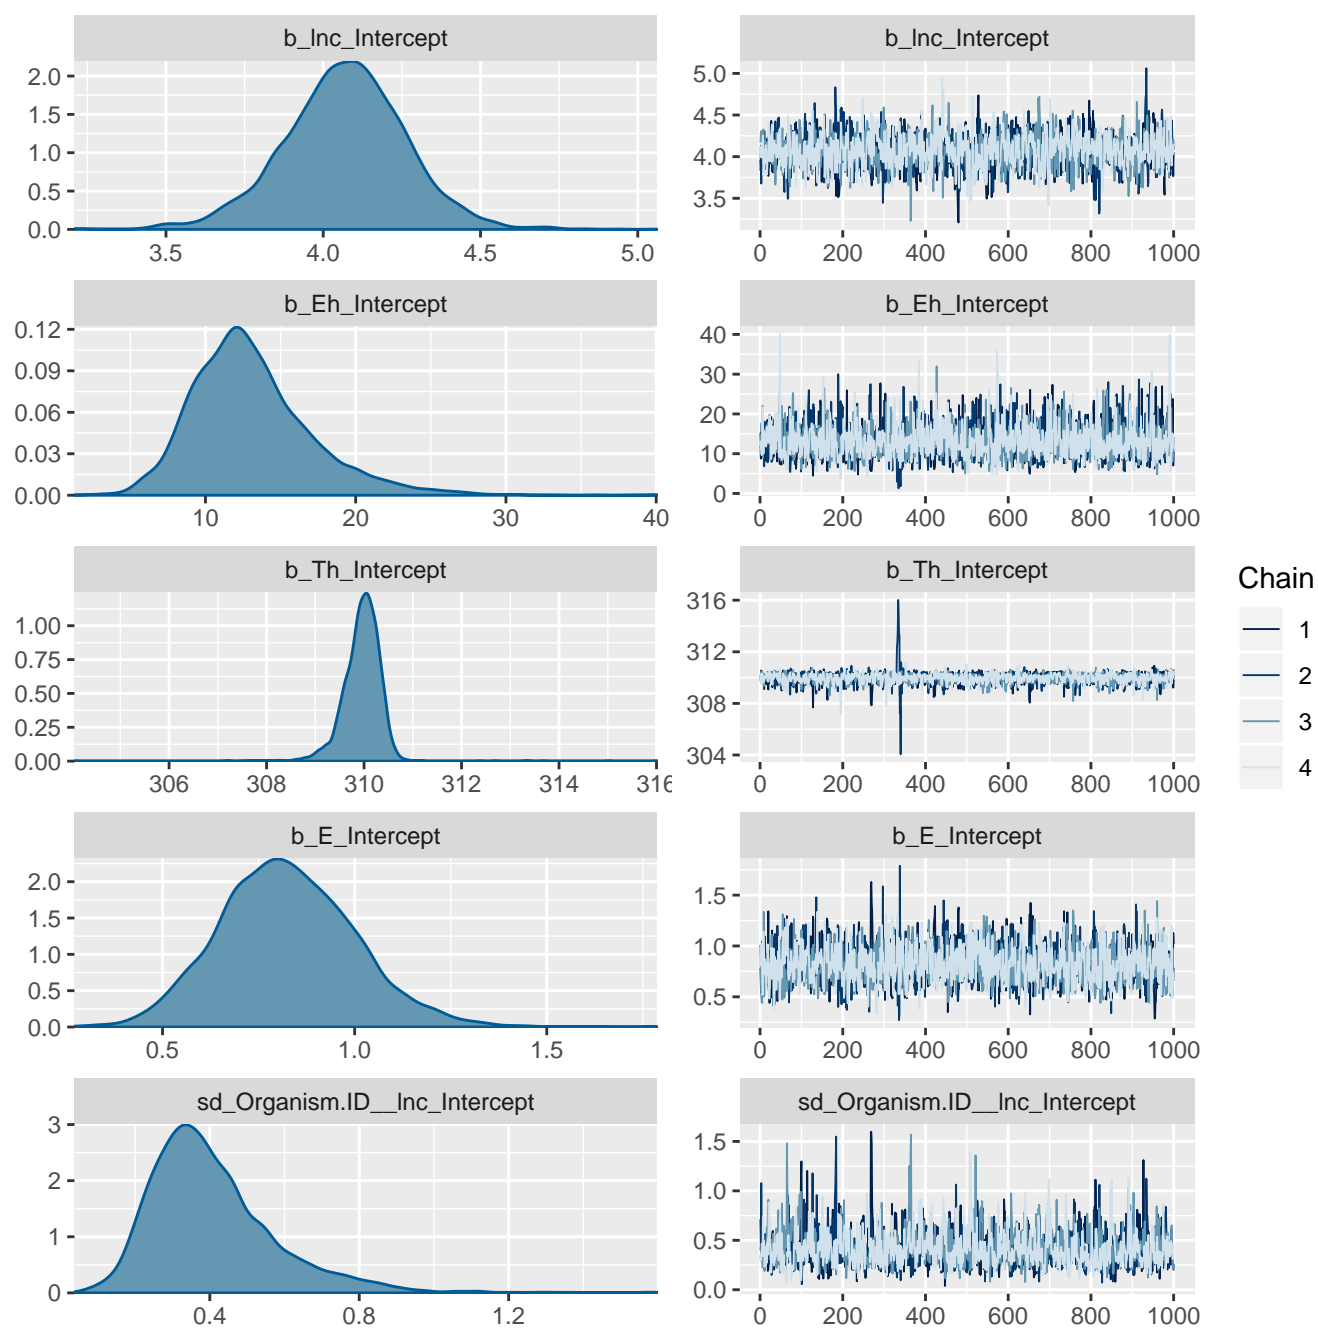 b_lnc_Intercept
b_lnc_Intercept
2.0
1.5
1.0
0.5
0.0
3.5 4.0 4.5 5.0
5.0
4.5
4.0
3.5
0 200 400 600 800 1000
b_Eh_Intercept
b_Eh_Intercept
0.12
0.09
0.06
0.03
0.00
10 20 30 40
40
30
20
10
0
0 200 400 600 800 1000
b_Th_Intercept
b_Th_Intercept
1.00
0.75
0.50
0.25
0.00
306 308 310 312 314 316
316
312
308
304
0 200 400 600 800 1000
b_E_Intercept
b_E_Intercept
2.0
1.5
1.0
0.5
0.0
0.5 1.0 1.5
1.5
1.0
0.5
0 200 400 600 800 1000
sd_Organism.ID__lnc_Intercept
sd_Organism.ID__lnc_Intercept
3
2
1
0
0.4 0.8 1.2
1.5
1.0
0.5
0.0
0 200 400 600 800 1000
Chain
1
2
3
4